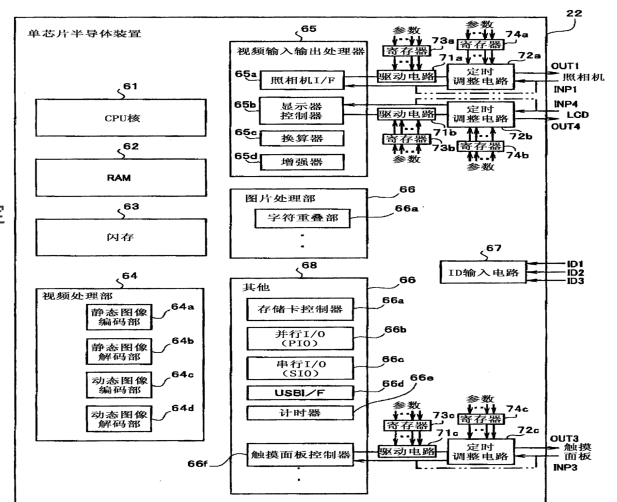 22
单芯片半导体装置
61
CPU核
62
RAM
63
闪存
64
视频处理部
静态图像
编码部
64a
静态图像
解码部
64b
动态图像
编码部
64c
动态图像
解码部
64d
65
视频输入输出处理器
65a
照相机I/F
65b
显示器
控制器
65c
换算器
65d
增强器
66
图片处理部
字符重叠部
66a
68
66
其他
存储卡控制器
66a
并行I/O
(PIO)
66b
串行I/O
(SIO)
66c
USBI/F
66d
计时器
66e
触摸面板控制器
66f
参数
73a
寄存器
71a
驱动电路
参数
74a
寄存器
72a
定时
调整电路
OUT1
照相机
INP1
定时
调整电路
INP4
LCD
OUT4
驱动电路
71b
72b
寄存器
73b
参数
寄存器
74b
参数
67
ID输入电路
ID1
ID2
ID3
参数
73c
寄存器
71c
驱动电路
参数
74c
寄存器
72c
定时
调整电路
OUT3
触摸
面板
INP3